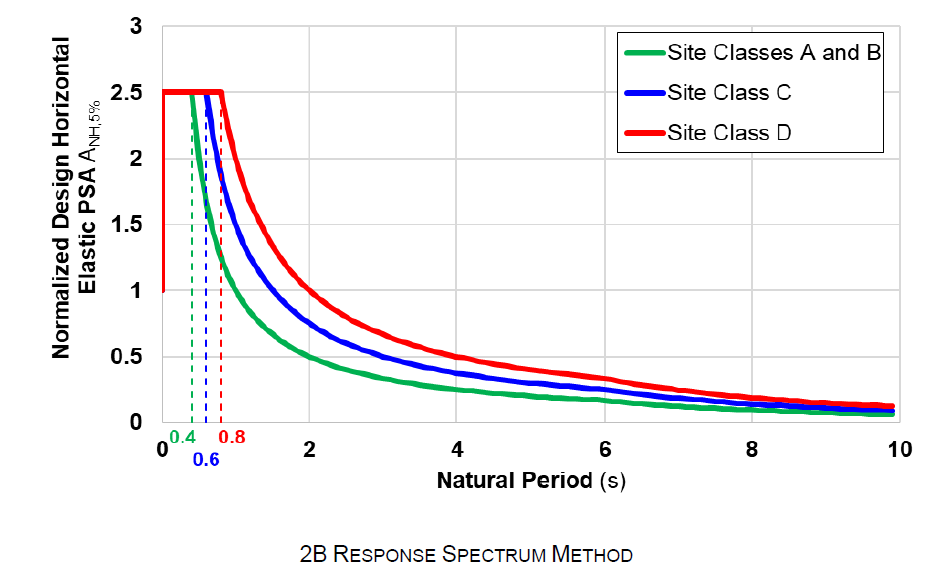 Normalized Design Horizontal
Elastic PSA ANH,5%
3
2.5
2
1.5
1
0.5
0
Site Classes A and B
Site Class C
Site Class D
0 2 4 6 8 10
0.4 0.8
0.6
Natural Period (s)
2B RESPONSE SPECTRUM METHOD